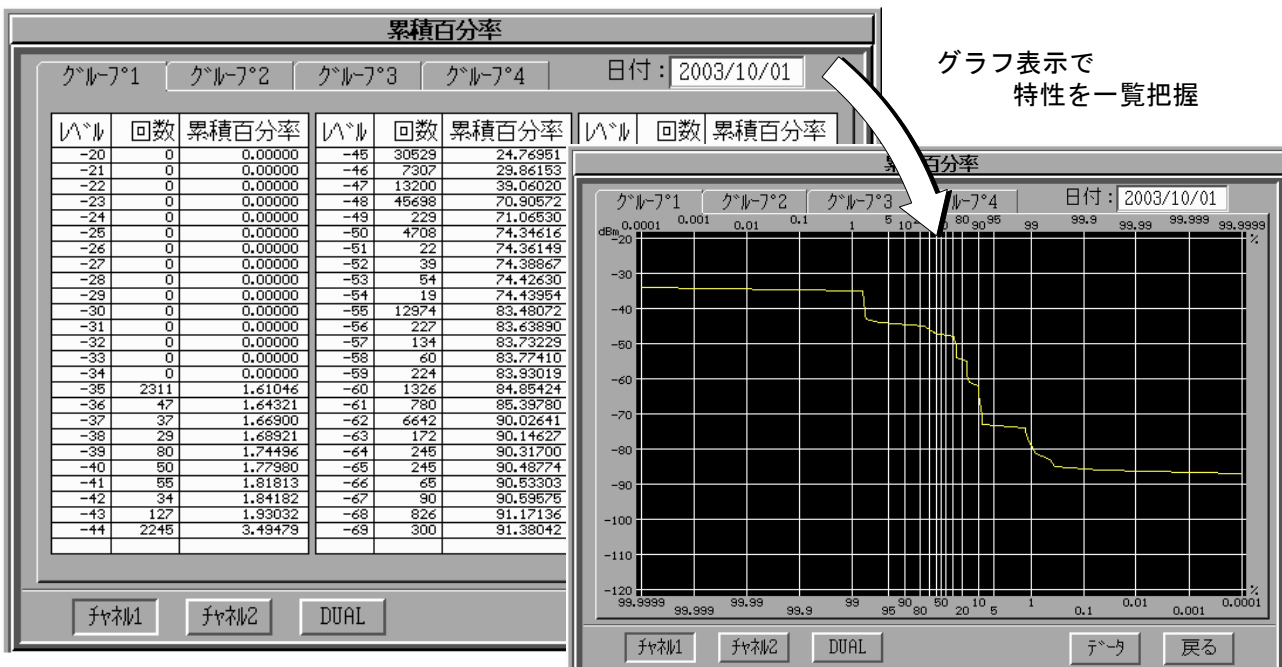 累積百分率
グループ1 グループ2 グループ3 グループ4 日付：2003/10/01
レベル 回数 累積百分率 レベル 回数 累積百分率 レベル 回数 累積百分率
-20 0 0.00000 -45 30529 24.76951
-21 0 0.00000 -46 7307 29.86153
-22 0 0.00000 -47 13200 39.06020
-23 0 0.00000 -48 45698 70.90572
-24 0 0.00000 -49 229 71.06530
-25 0 0.00000 -50 4708 74.34616
-26 0 0.00000 -51 22 74.36149
-27 0 0.00000 -52 39 74.38867
-28 0 0.00000 -53 54 74.42630
-29 0 0.00000 -54 19 74.43954
-30 0 0.00000 -55 12974 83.48072
-31 0 0.00000 -56 227 83.63890
-32 0 0.00000 -57 134 83.73229
-33 0 0.00000 -58 60 83.77410
-34 0 0.00000 -59 224 83.93019
-35 2311 1.61046 -60 1326 84.85424
-36 47 1.64321 -61 780 85.39780
-37 37 1.66900 -62 6642 90.02641
-38 29 1.68921 -63 172 90.14627
-39 80 1.74496 -64 245 90.31700
-40 50 1.77980 -65 245 90.48774
-41 55 1.81813 -66 65 90.53303
-42 34 1.84182 -67 90 90.59575
-43 127 1.93032 -68 826 91.17136
-44 2245 3.49479 -69 300 91.38042
チャネル1 チャネル2 DUAL
グラフ表示で
特性を一覧把握
百分率
グループ1 グループ2 グループ3 日付：2003/10/01
dBm 0.0001 0.001 0.01 0.1 1 5 10 80 90 95 99 99.9 99.99 99.999 99.9999 %
-20
-30
-40
-50
-60
-70
-80
-90
-100
-110
-120
99.9999 99.999 99.99 99.9 99 95 90 80 50 20 10 5 1 0.1 0.01 0.001 0.0001 %
チャネル1 チャネル2 DUAL データ 戻る